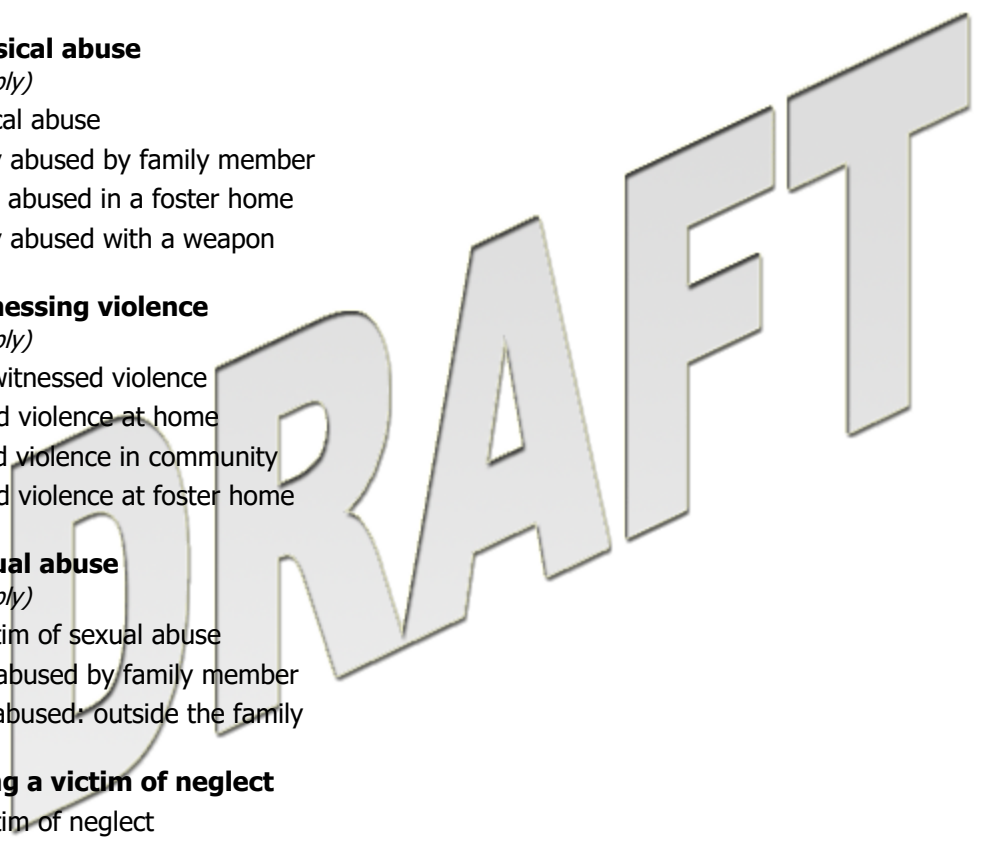 sical abuse
ply)
cal abuse
y abused by family member
abused in a foster home
y abused with a weapon
nessing violence
ply)
witnessed violence
d violence at home
d violence in community
d violence at foster home
ual abuse
ply)
tim of sexual abuse
abused by family member
abused: outside the family
ng a victim of neglect
tim of neglect
DRAFT